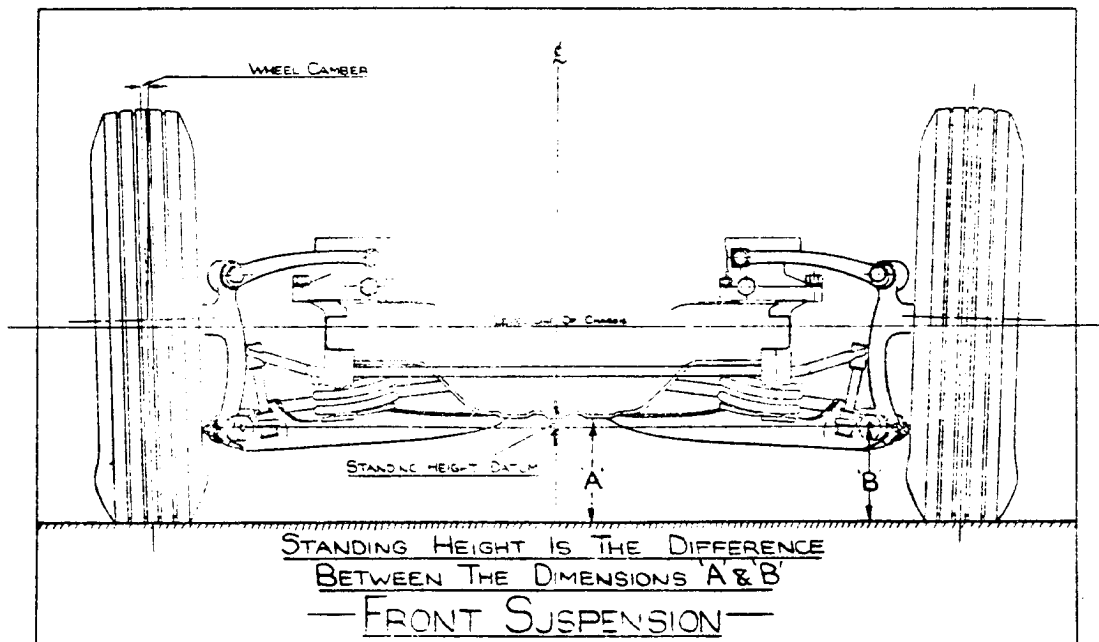 ℄
WHEEL CAMBER
STANDING HEIGHT DATUM
'A'
'B'
STANDING HEIGHT IS THE DIFFERENCE
BETWEEN THE DIMENSIONS 'A' & 'B'
— FRONT SUSPENSION —